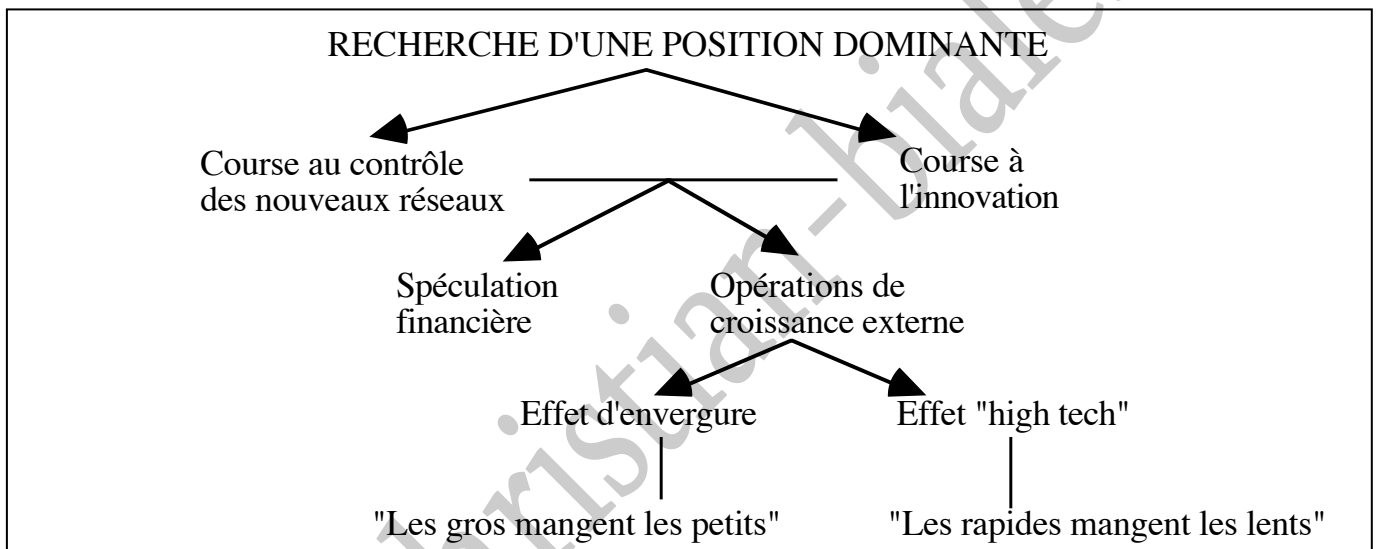 RECHERCHE D'UNE POSITION DOMINANTE
Course au contrôle
des nouveaux réseaux
Course à
l'innovation
Spéculation
financière
Opérations de
croissance externe
Effet d'envergure
Effet "high tech"
"Les gros mangent les petits"
"Les rapides mangent les lents"